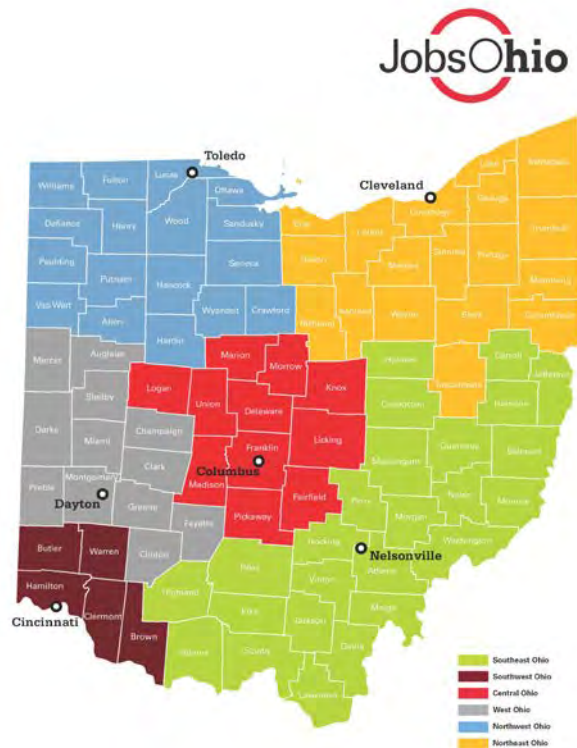 JobsOhio
Toledo
Cleveland
Williams
Fulton
Lucas
Ottawa
Defiance
Henry
Wood
Sandusky
Erie
Lorain
Lake
Geauga
Paulding
Putnam
Hancock
Seneca
Huron
Medina
Summit
Portage
Trumbull
Mahoning
Van Wert
Allen
Wyandot
Crawford
Richland
Ashland
Wayne
Stark
Columbiana
Hardin
Mercer
Auglaize
Marion
Morrow
Holmes
Tuscarawas
Carroll
Jefferson
Logan
Union
Knox
Shelby
Delaware
Coshocton
Harrison
Champaign
Darke
Miami
Licking
Guernsey
Belmont
Franklin
Columbus
Clark
Muskingum
Madison
Preble
Montgomery
Dayton
Greene
Fairfield
Perry
Noble
Monroe
Pickaway
Morgan
Fayette
Washington
Butler
Warren
Clinton
Hocking
Nelsonville
Athens
Ross
Vinton
Hamilton
Cincinnati
Clermont
Highland
Brown
Pike
Meigs
Jackson
Adams
Scioto
Gallia
Lawrence
Southeast Ohio
Southwest Ohio
Central Ohio
West Ohio
Northwest Ohio
Northeast Ohio